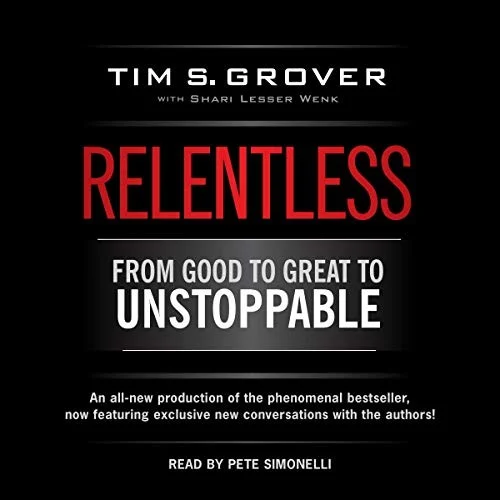 TIM S. GROVER
WITH SHARI LESSER WENK
RELENTLESS
FROM GOOD TO GREAT TO
UNSTOPPABLE
An all-new production of the phenomenal bestseller,
now featuring exclusive new conversations with the authors!
READ BY PETE SIMONELLI